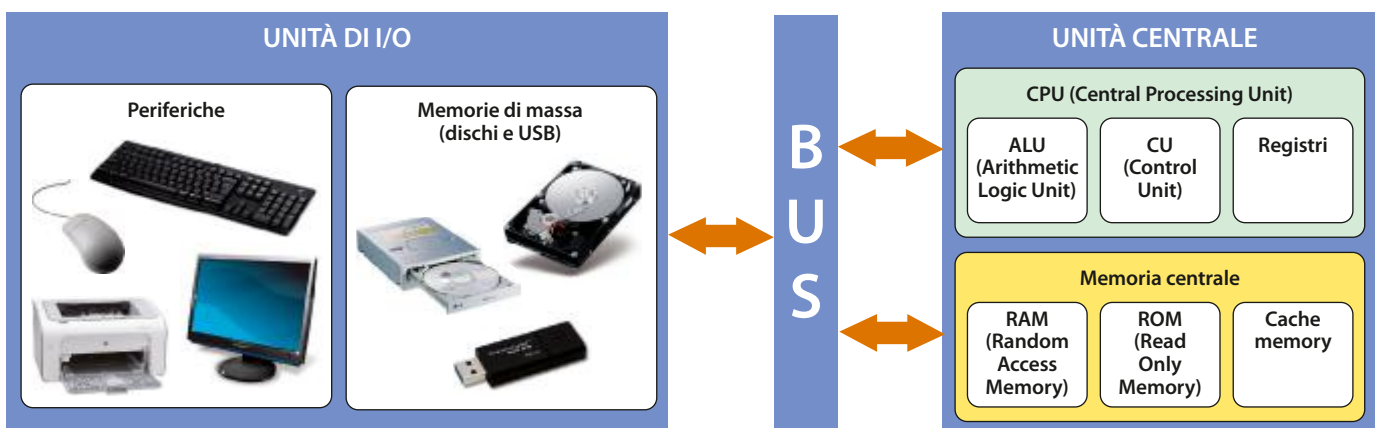 UNITÀ DI I/O
Periferiche
Memorie di massa
(dischi e USB)
B
U
S
UNITÀ CENTRALE
CPU (Central Processing Unit)
ALU
(Arithmetic
Logic Unit)
CU
(Control
Unit)
Registri
Memoria centrale
RAM
(Random
Access
Memory)
ROM
(Read
Only
Memory)
Cache
memory